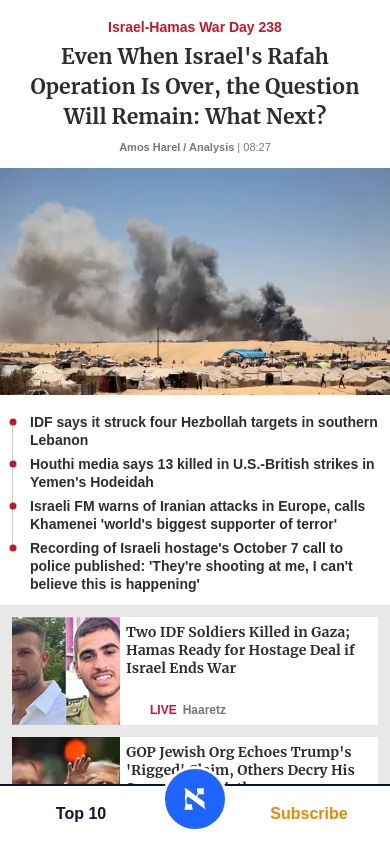 Israel-Hamas War Day 238
Even When Israel's Rafah
Operation Is Over, the Question
Will Remain: What Next?
Amos Harel / Analysis | 08:27
IDF says it struck four Hezbollah targets in southern
Lebanon
Houthi media says 13 killed in U.S.-British strikes in
Yemen's Hodeidah
Israeli FM warns of Iranian attacks in Europe, calls
Khamenei 'world's biggest supporter of terror'
Recording of Israeli hostage's October 7 call to
police published: 'They're shooting at me, I can't
believe this is happening'
Two IDF Soldiers Killed in Gaza;
Hamas Ready for Hostage Deal if
Israel Ends War
LIVE Haaretz
GOP Jewish Org Echoes Trump's
'Rigged' Claim, Others Decry His
Top 10
Subscribe